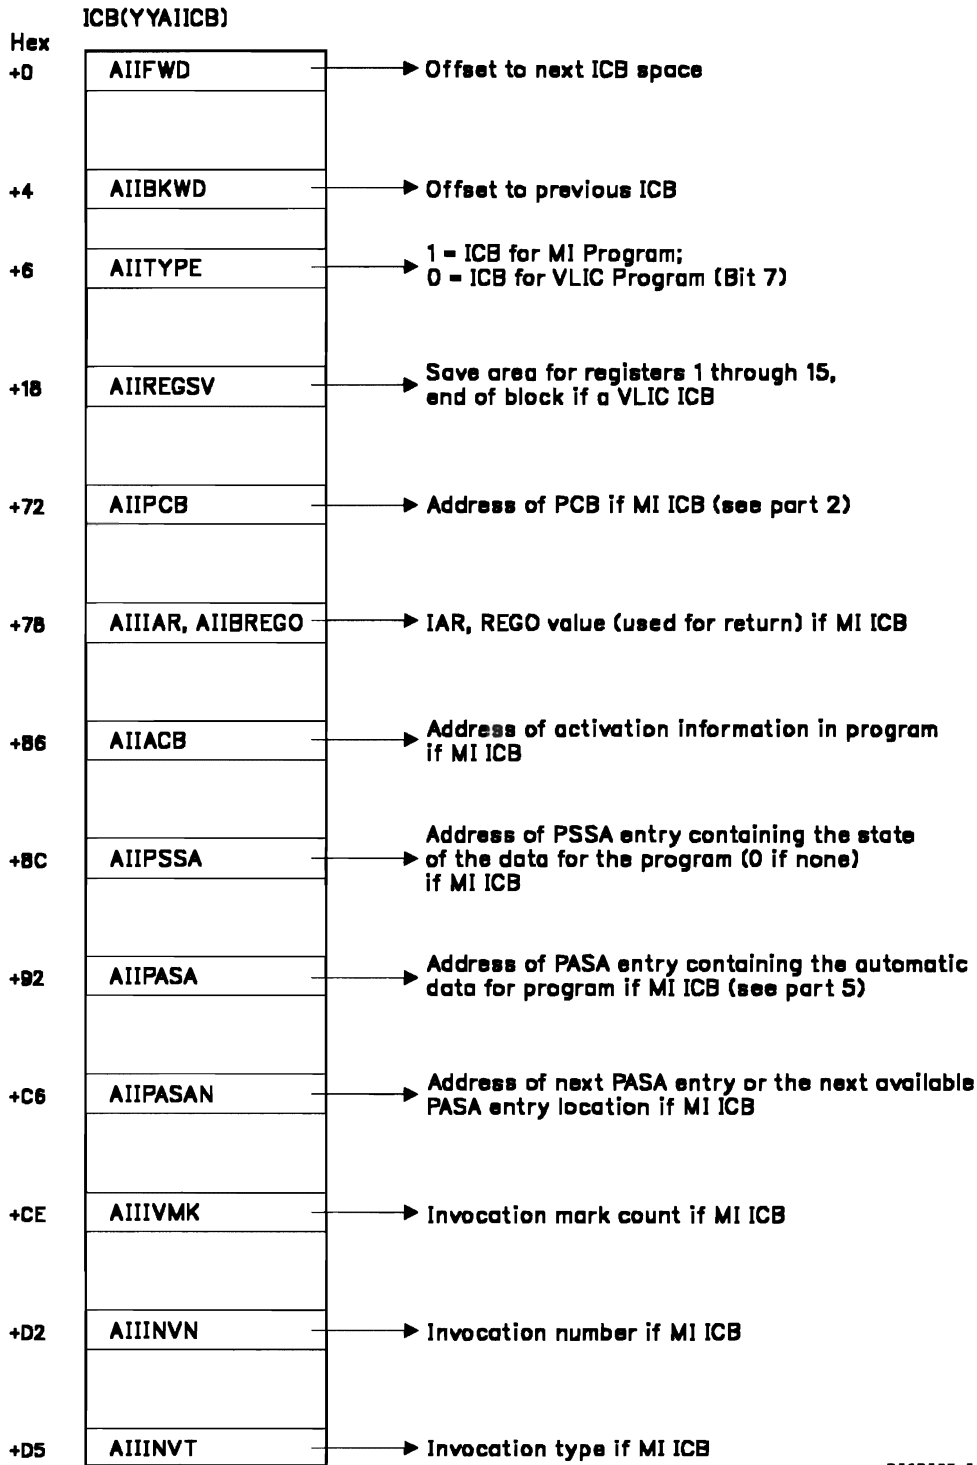 ICB(YYAIICB)
Hex
+0 AIIFWD Offset to next ICB space
+4 AIIBKWD Offset to previous ICB
+6 AIITYPE 1 = ICB for MI Program;
0 = ICB for VLIC Program (Bit 7)
+18 AIIREGSV Save area for registers 1 through 15,
end of block if a VLIC ICB
+72 AIIPCB Address of PCB if MI ICB (see part 2)
+78 AIIIAR, AIIBREGO IAR, REGO value (used for return) if MI ICB
+86 AIIACB Address of activation information in program
if MI ICB
+8C AIIPSSA Address of PSSA entry containing the state
of the data for the program (0 if none)
if MI ICB
+92 AIIPASA Address of PASA entry containing the automatic
data for program if MI ICB (see part 5)
+C6 AIIPASAN Address of next PASA entry or the next available
PASA entry location if MI ICB
+CE AIIIVMK Invocation mark count if MI ICB
+D2 AIIINVN Invocation number if MI ICB
+D5 AIIINVT Invocation type if MI ICB